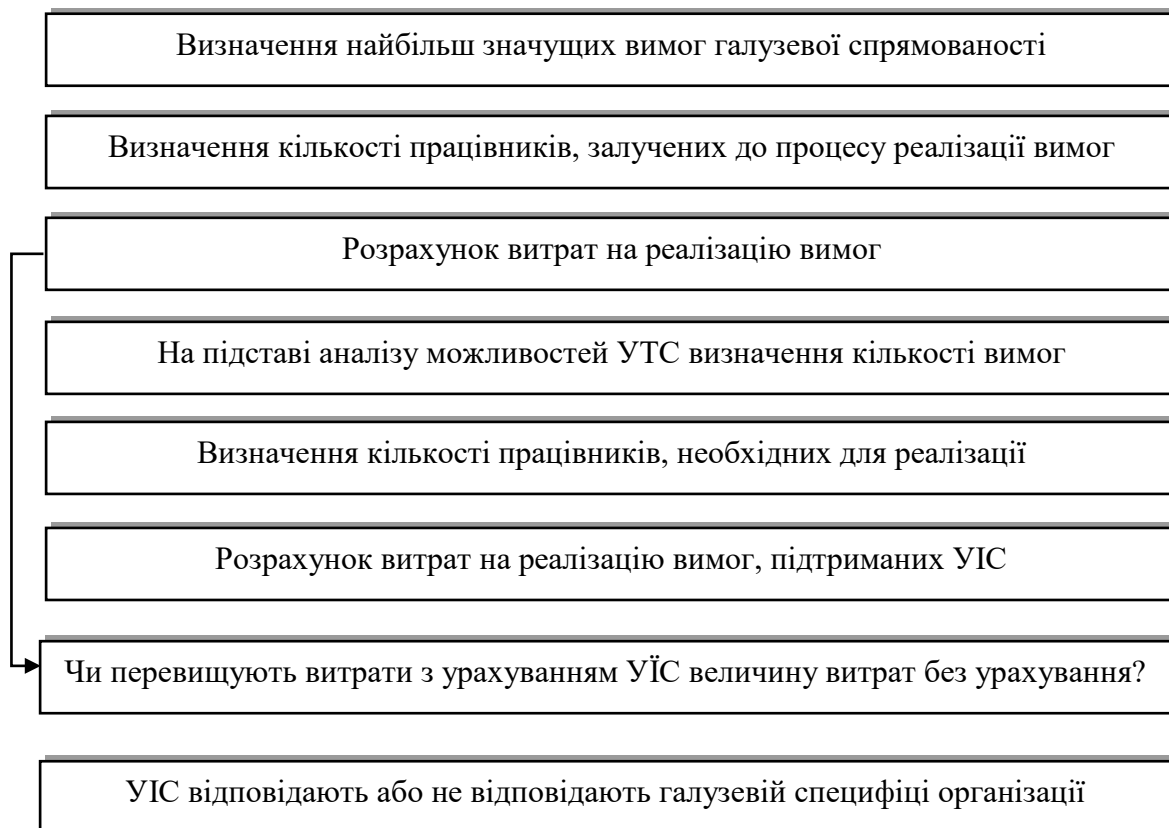 Визначення найбільш значущих вимог галузевої спрямованості
Визначення кількості працівників, залучених до процесу реалізації вимог
Розрахунок витрат на реалізацію вимог
На підставі аналізу можливостей УТС визначення кількості вимог
Визначення кількості працівників, необхідних для реалізації
Розрахунок витрат на реалізацію вимог, підтриманих УІС
Чи перевищують витрати з урахуванням УЇС величину витрат без урахування?
УІС відповідають або не відповідають галузевій специфіці організації